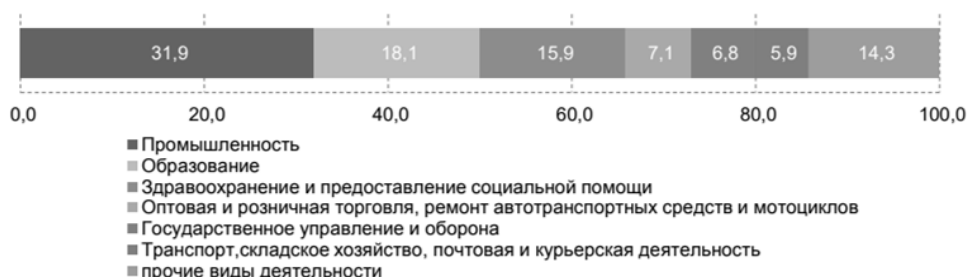 31,9 18,1 15,9 7,1 6,8 5,9 14,3
0,0 20,0 40,0 60,0 80,0 100,0
Промышленность
Образование
Здравоохранение и предоставление социальной помощи
Оптовая и розничная торговля, ремонт автотранспортных средств и мотоциклов
Государственное управление и оборона
Транспорт,складское хозяйство, почтовая и курьерская деятельность
прочие виды деятельности